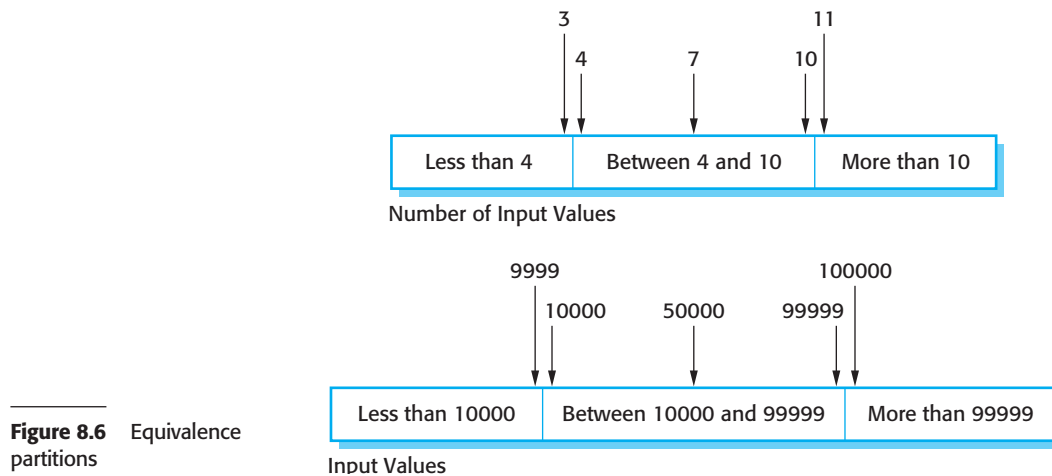 3 11
4 7 10
Less than 4 Between 4 and 10 More than 10
Number of Input Values
9999 100000
10000 50000 99999
Less than 10000 Between 10000 and 99999 More than 99999
Input Values
Figure 8.6 Equivalence
partitions